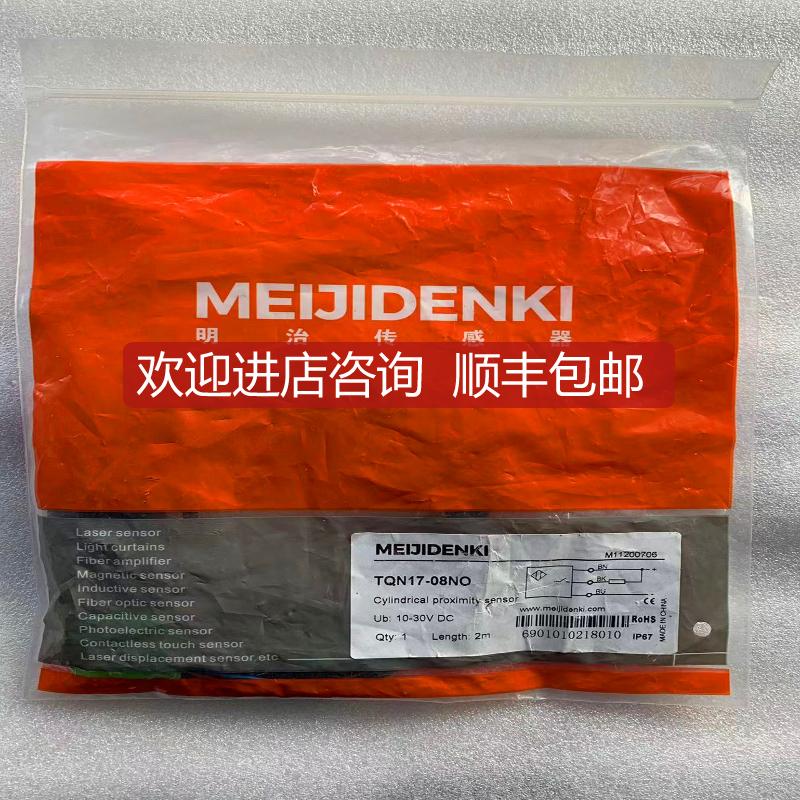 MEIJIDENKI
明治传感器
欢迎进店咨询 顺丰包邮
Laser sensor
Light curtains
Fiber amplifier
Magnetic sensor
Inductive sensor
Fiber optic sensor
Capacitive sensor
Photoelectric sensor
Contactless touch sensor
Laser displacement sensor,etc
MEIJIDENKI
M11200706
TQN17-08NO
Cylindrical proximity sensor
Ub: 10-30V DC
Qty: 1 Length: 2m
BN +
BK
BU -
www.meijidenki.com
CE
RoHS
6901010218010
IP67
MADE IN CHINA